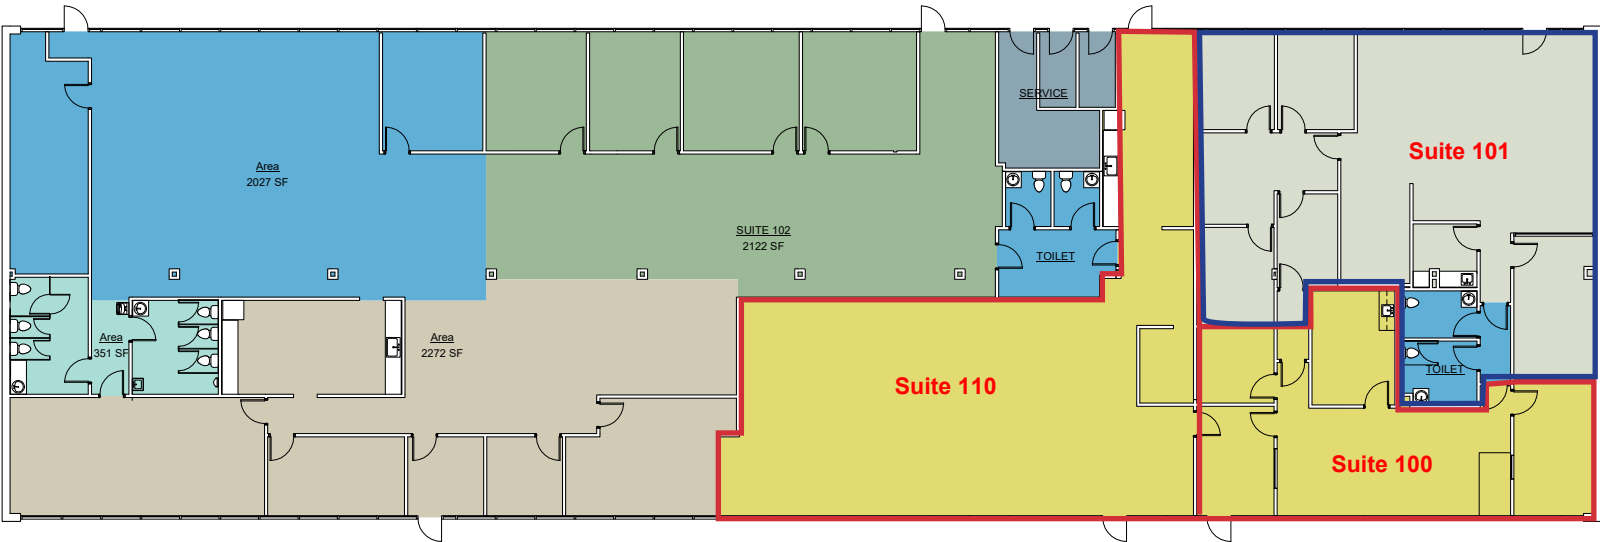 SERVICE
Suite 101
Area
2027 SF
SUITE 102
2122 SF
TOILET
Area
351 SF
Area
2272 SF
TOILET
Suite 110
Suite 100